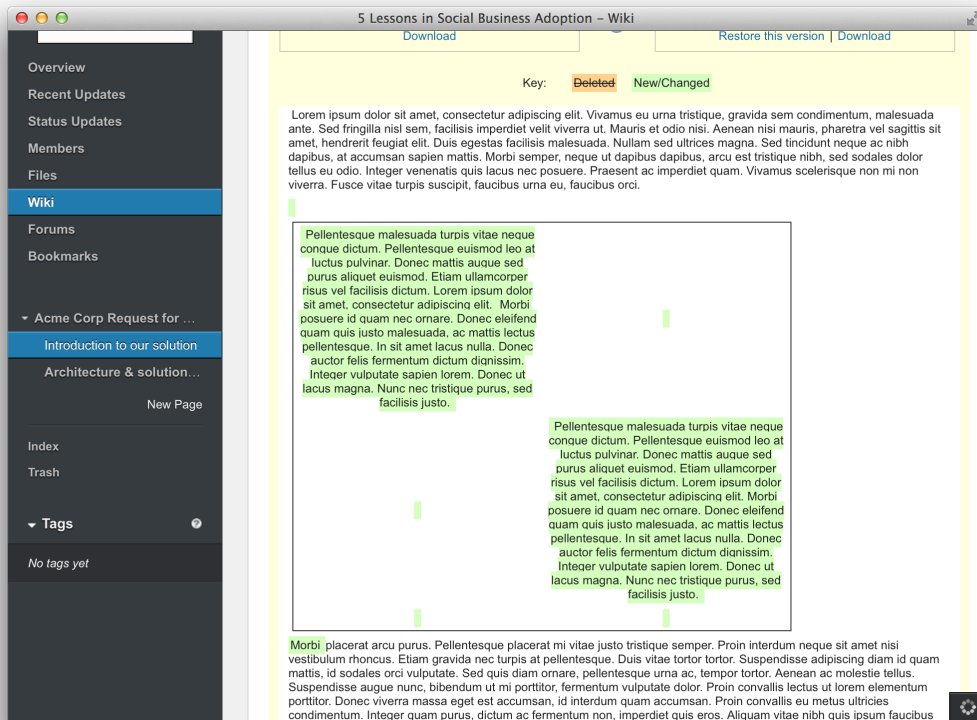 5 Lessons in Social Business Adoption – Wiki
Overview
Recent Updates
Status Updates
Members
Files
Wiki
Forums
Bookmarks
Acme Corp Request for ...
Introduction to our solution
Architecture & solution...
New Page
Index
Trash
Tags
?
No tags yet
Download
Restore this version | Download
Key: Deleted New/Changed
Lorem ipsum dolor sit amet, consectetur adipiscing elit. Vivamus eu urna tristique, gravida sem condimentum, malesuada
ante. Sed fringilla nisl sem, facilisis imperdiet velit viverra ut. Mauris et odio nisi. Aenean nisi mauris, pharetra vel sagittis sit
amet, hendrerit feugiat elit. Duis egestas facilisis malesuada. Nullam sed ultrices magna. Sed tincidunt neque ac nibh
dapibus, at accumsan sapien mattis. Morbi semper, neque ut dapibus dapibus, arcu est tristique nibh, sed sodales dolor
tellus eu odio. Integer venenatis quis lacus nec posuere. Praesent ac imperdiet quam. Vivamus scelerisque non mi non
viverra. Fusce vitae turpis suscipit, faucibus urna eu, faucibus orci.
Pellentesque malesuada turpis vitae neque
congue dictum. Pellentesque euismod leo at
luctus pulvinar. Donec mattis augue sed
purus aliquet euismod. Etiam ullamcorper
risus vel facilisis dictum. Lorem ipsum dolor
sit amet, consectetur adipiscing elit. Morbi
posuere id quam nec ornare. Donec eleifend
quam quis justo malesuada, ac mattis lectus
pellentesque. In sit amet lacus nulla. Donec
auctor felis fermentum dictum dignissim.
Integer vulputate sapien lorem. Donec ut
lacus magna. Nunc nec tristique purus, sed
facilisis justo.
Pellentesque malesuada turpis vitae neque
congue dictum. Pellentesque euismod leo at
luctus pulvinar. Donec mattis augue sed
purus aliquet euismod. Etiam ullamcorper
risus vel facilisis dictum. Lorem ipsum dolor
sit amet, consectetur adipiscing elit. Morbi
posuere id quam nec ornare. Donec eleifend
quam quis justo malesuada, ac mattis lectus
pellentesque. In sit amet lacus nulla. Donec
auctor felis fermentum dictum dignissim.
Integer vulputate sapien lorem. Donec ut
lacus magna. Nunc nec tristique purus, sed
facilisis justo.
Morbi placerat arcu purus. Pellentesque placerat mi vitae justo tristique semper. Proin interdum neque sit amet nisi
vestibulum rhoncus. Etiam gravida nec turpis at pellentesque. Duis vitae tortor tortor. Suspendisse adipiscing diam id quam
mattis, id sodales orci vulputate. Sed quis diam ornare, pellentesque urna ac, tempor tortor. Aenean ac molestie tellus.
Suspendisse augue nunc, bibendum ut mi porttitor, fermentum vulputate dolor. Proin convallis lectus ut lorem elementum
porttitor. Donec viverra massa eget est accumsan, id interdum quam accumsan. Proin convallis eu metus ultricies
condimentum. Integer quam purus, dictum ac fermentum non, imperdiet quis eros. Aliquam vitae nibh quis ipsum faucibus